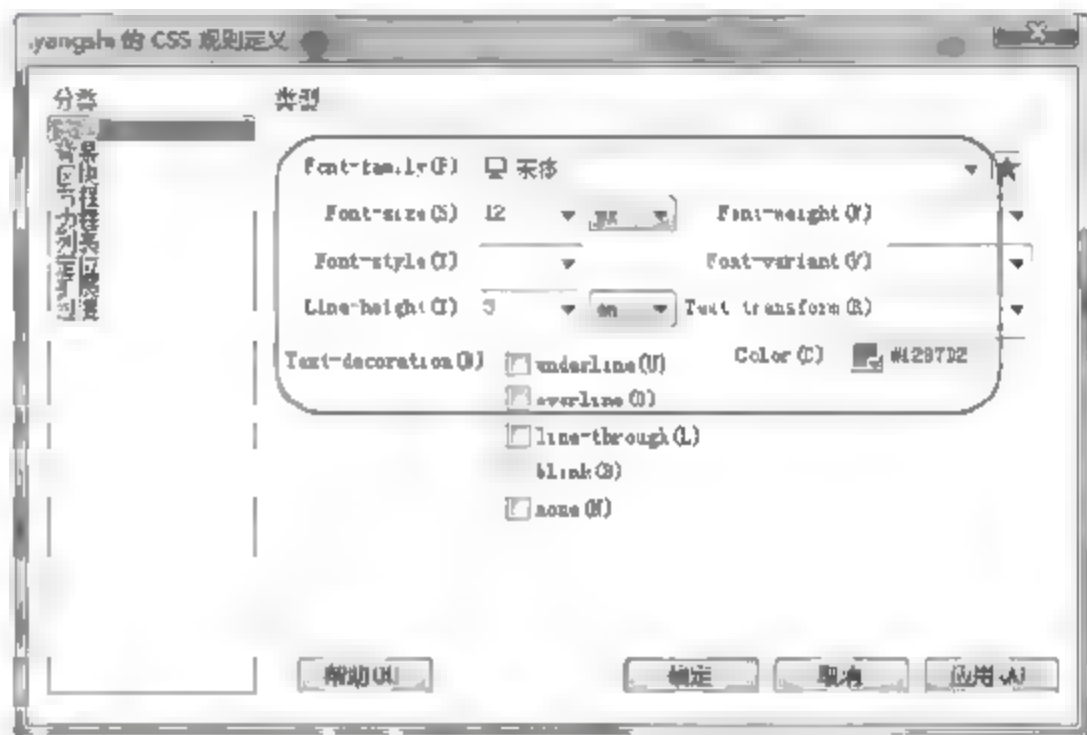 .yangshi 的 CSS 规则定义
分类
类型
Font-family(F) 宋体
Font-size(S) 12 px Font-weight(W)
Font-style(T) Font-variant(V)
Line-height(I) em Text-transform(R)
Text-decoration(D) underline(U) Color(C)
overline(O)
line-through(L)
blink(B)
none(N)
帮助(H) 确定 取消 应用(A)